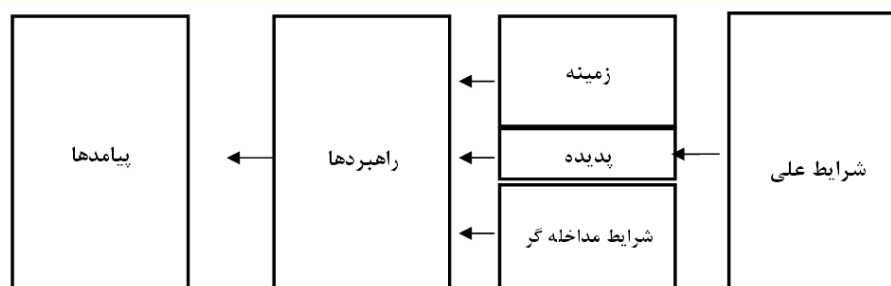 شرایط علی
زمینه
پدیده
شرایط مداخله گر
راهبردها
پیامدها